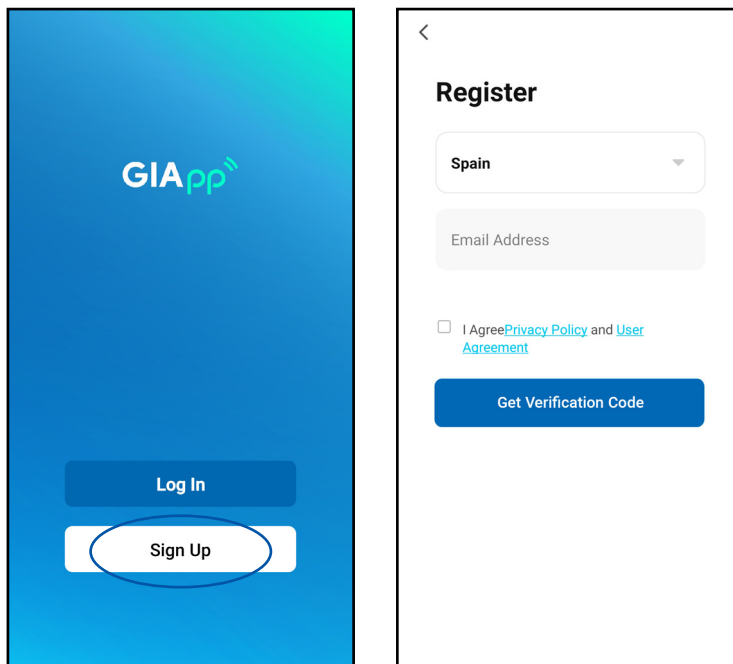 GIApp
Log In
Sign Up
Register
Spain
Email Address
I AgreePrivacy Policy and User
Agreement
Get Verification Code